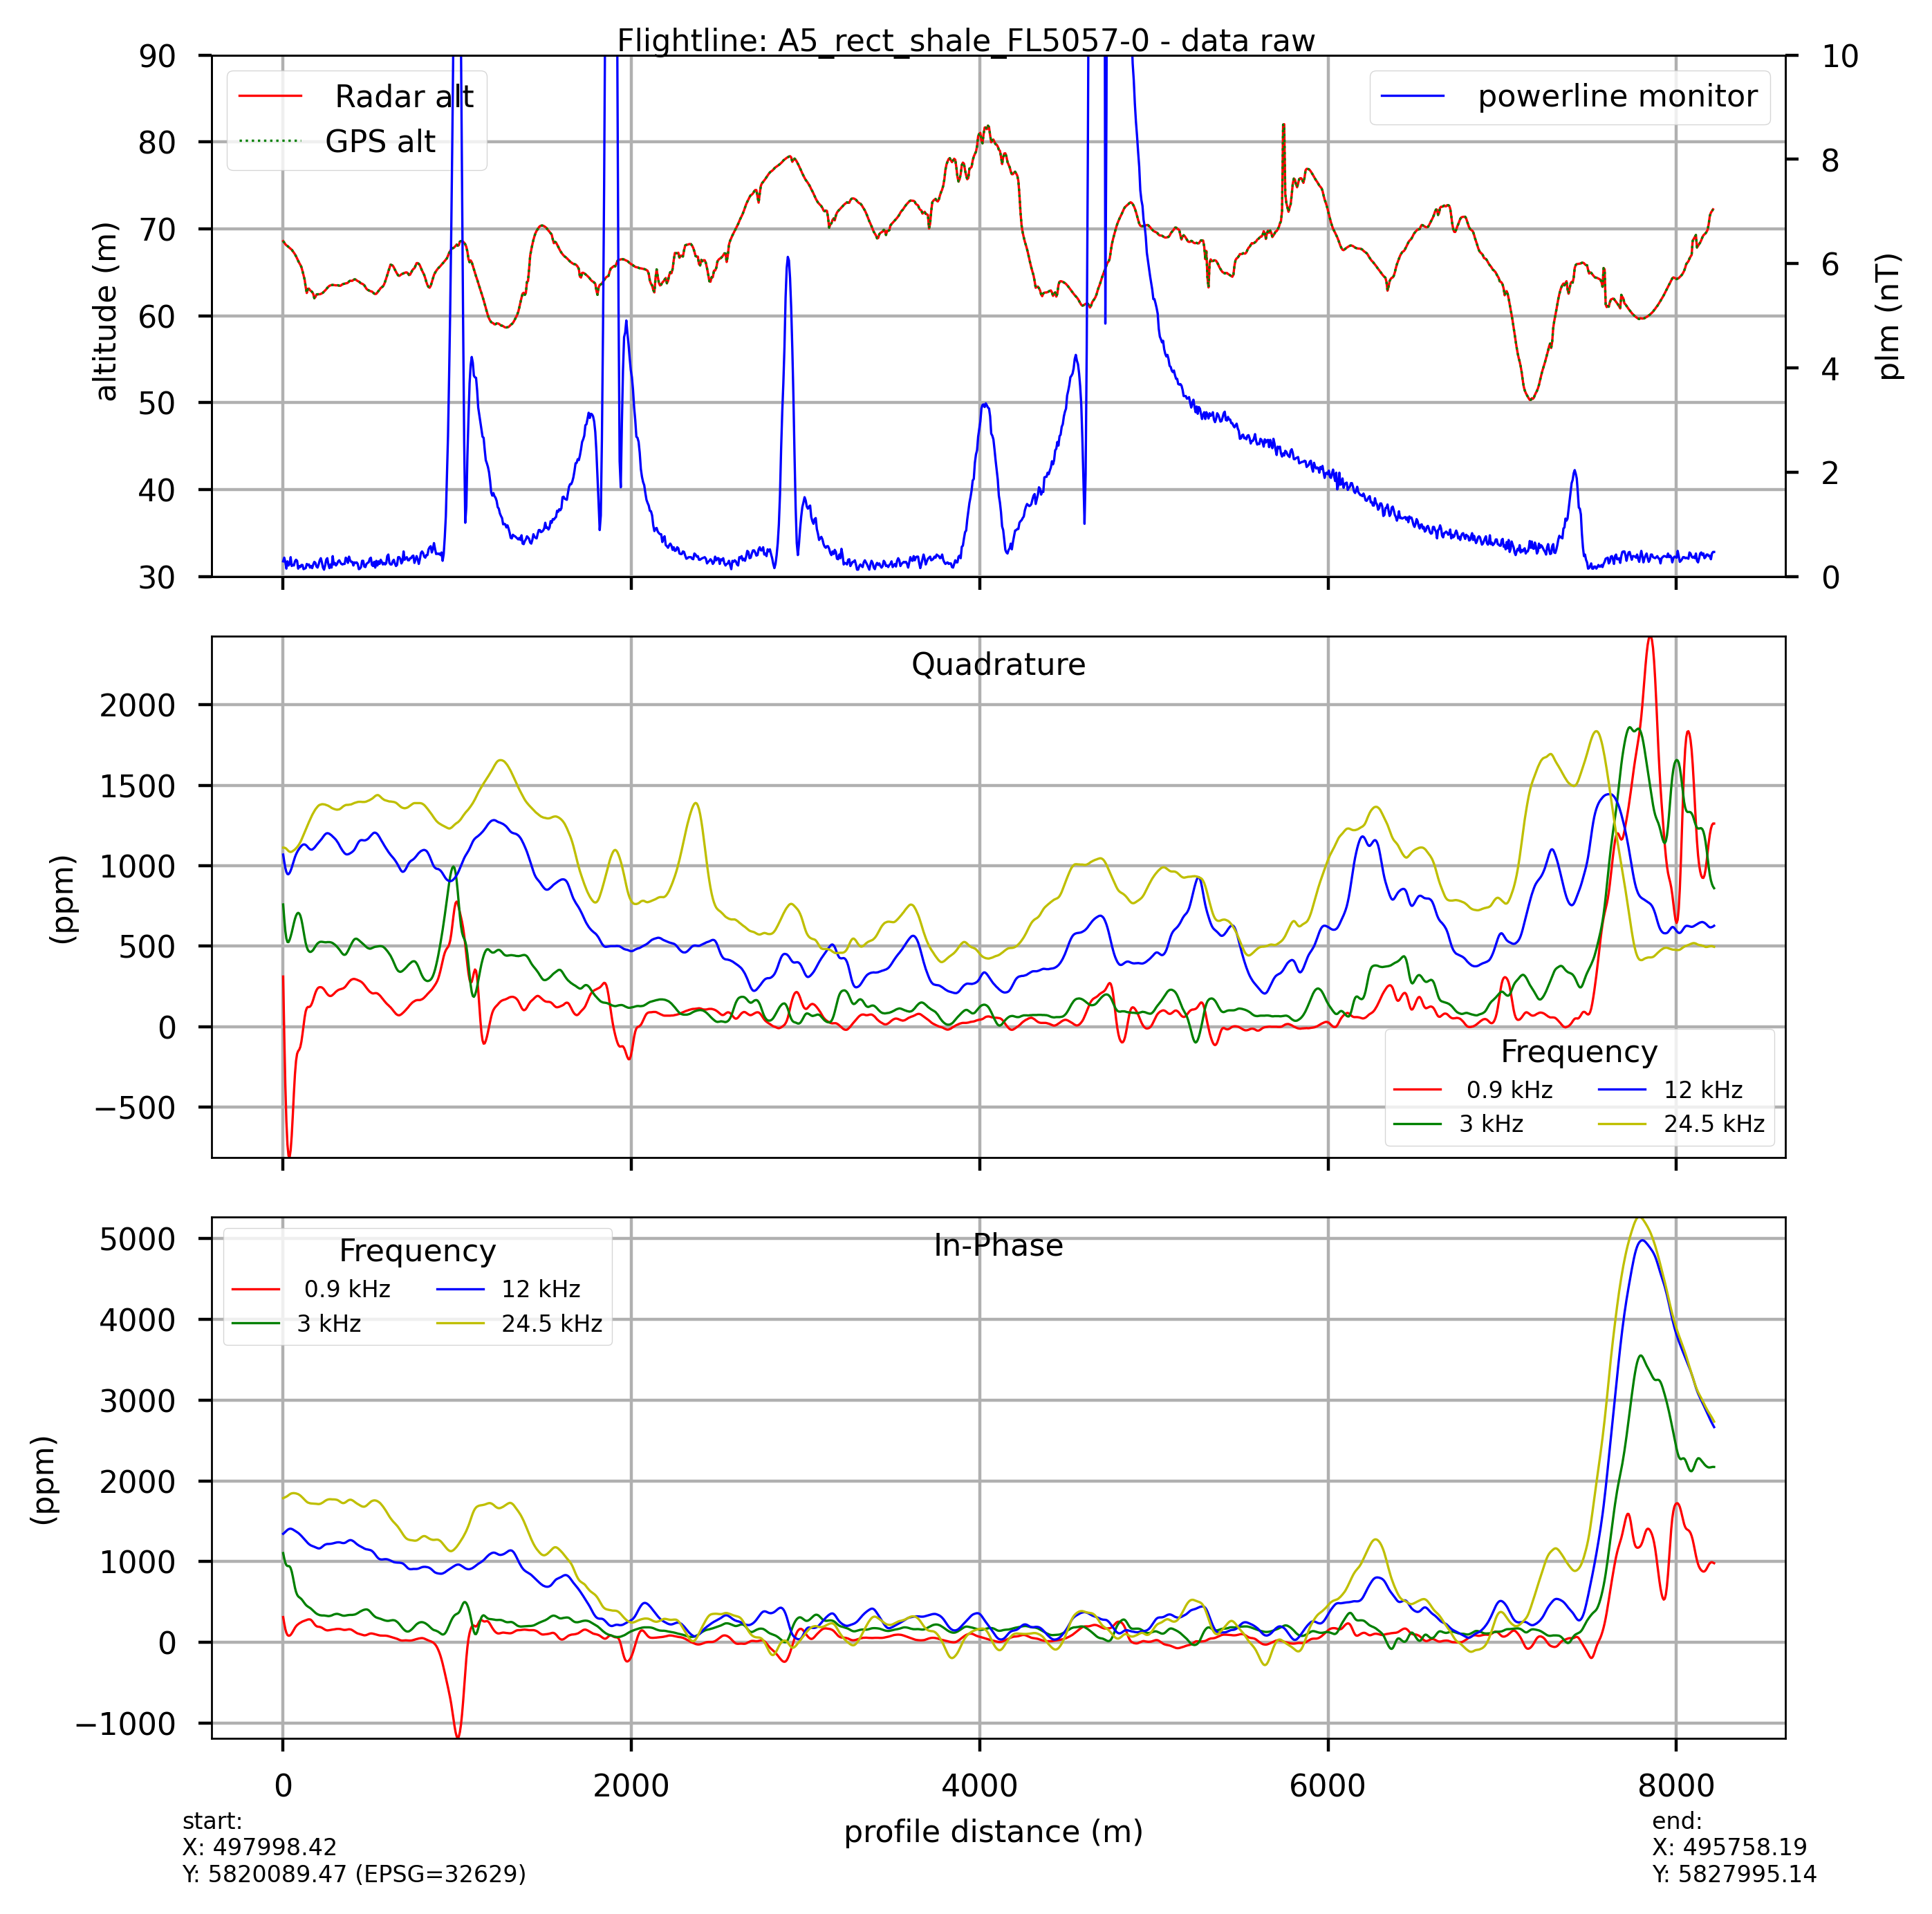 Flightline: A5_rect_shale_FL5057-0 - data raw
90
80
70
60
50
40
30
altitude (m)
Radar alt
GPS alt
powerline monitor
10
8
6
4
2
0
plm (nT)
Quadrature
2000
1500
1000
500
0
−500
(ppm)
Frequency
0.9 kHz
3 kHz
12 kHz
24.5 kHz
In-Phase
5000
4000
3000
2000
1000
0
−1000
(ppm)
Frequency
0.9 kHz
3 kHz
12 kHz
24.5 kHz
0 2000 4000 6000 8000
profile distance (m)
start:
X: 497998.42
Y: 5820089.47 (EPSG=32629)
end:
X: 495758.19
Y: 5827995.14